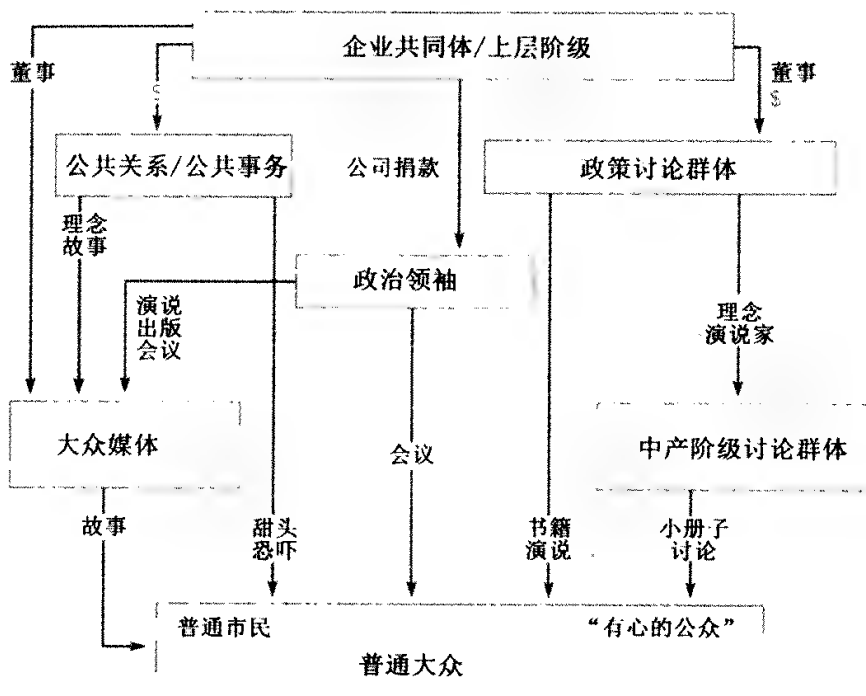 企业共同体/上层阶级
董事
董事
$
$
公共关系/公共事务
公司捐款
政策讨论群体
理念
故事
政治领袖
演说
出版
会议
理念
演说家
大众媒体
会议
中产阶级讨论群体
故事
甜头
恐吓
书籍
演说
小册子
讨论
普通市民
“有心的公众”
普通大众